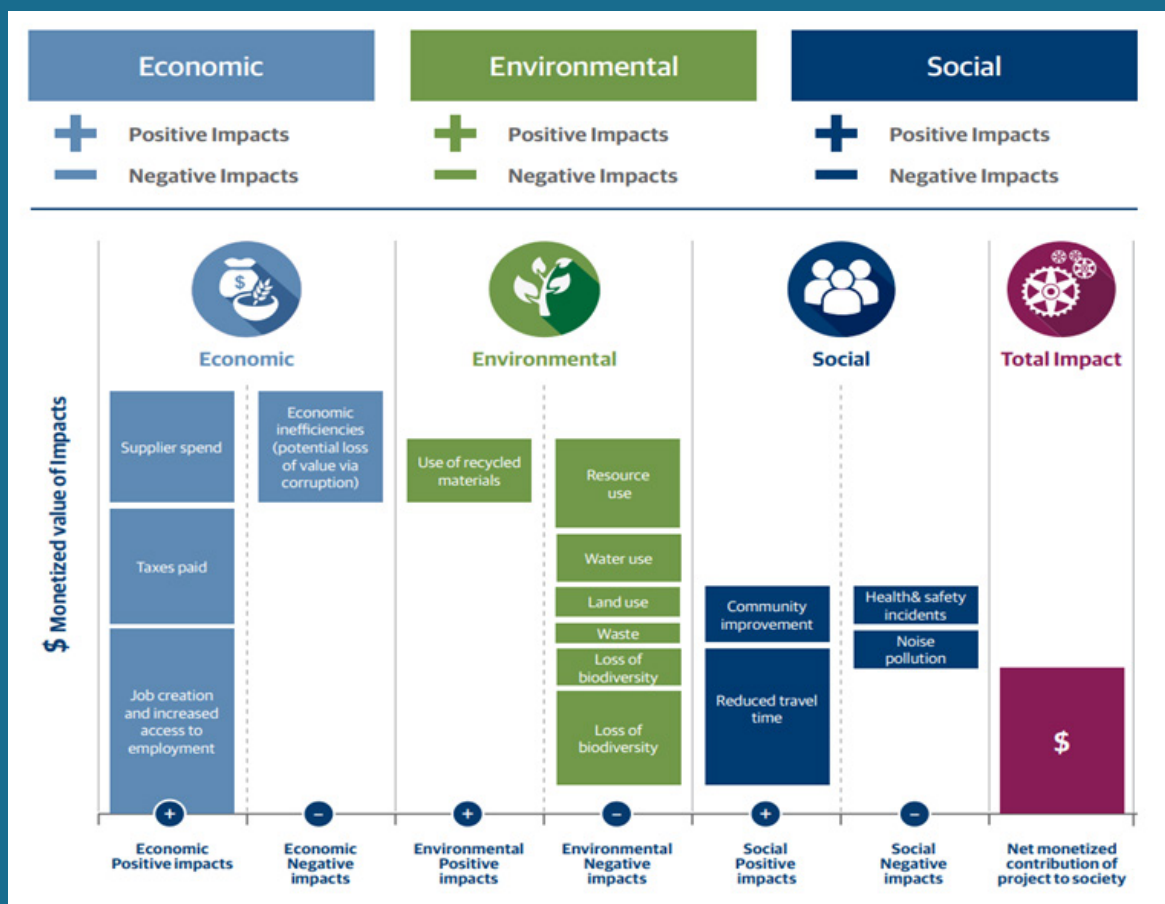 Economic
+ Positive Impacts
− Negative Impacts
Environmental
+ Positive Impacts
− Negative Impacts
Social
+ Positive Impacts
− Negative Impacts
$ Monetized value of Impacts
$
Economic
Environmental
Social
Total Impact
Supplier spend
Taxes paid
Job creation
and increased
access to
employment
Economic
inefficiencies
(potential loss
of value via
corruption)
Use of recycled
materials
Resource
use
Water use
Land use
Waste
Loss of
biodiversity
Loss of
biodiversity
Community
improvement
Reduced travel
time
Health& safety
incidents
Noise
pollution
$
+
Economic
Positive impacts
−
Economic
Negative
impacts
+
Environmental
Positive
impacts
−
Environmental
Negative
impacts
+
Social
Positive
impacts
−
Social
Negative
impacts
Net monetized
contribution of
project to society